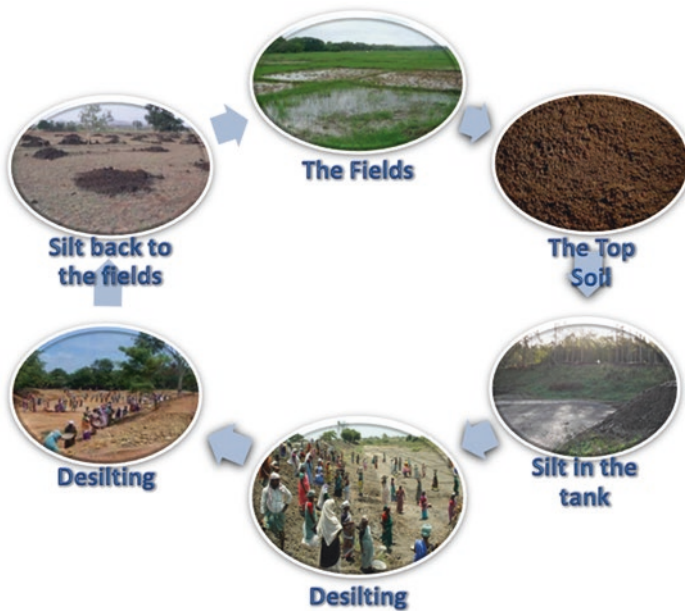 The Fields
The Top
Soil
Silt in the
tank
Desilting
Desilting
Silt back to
the fields